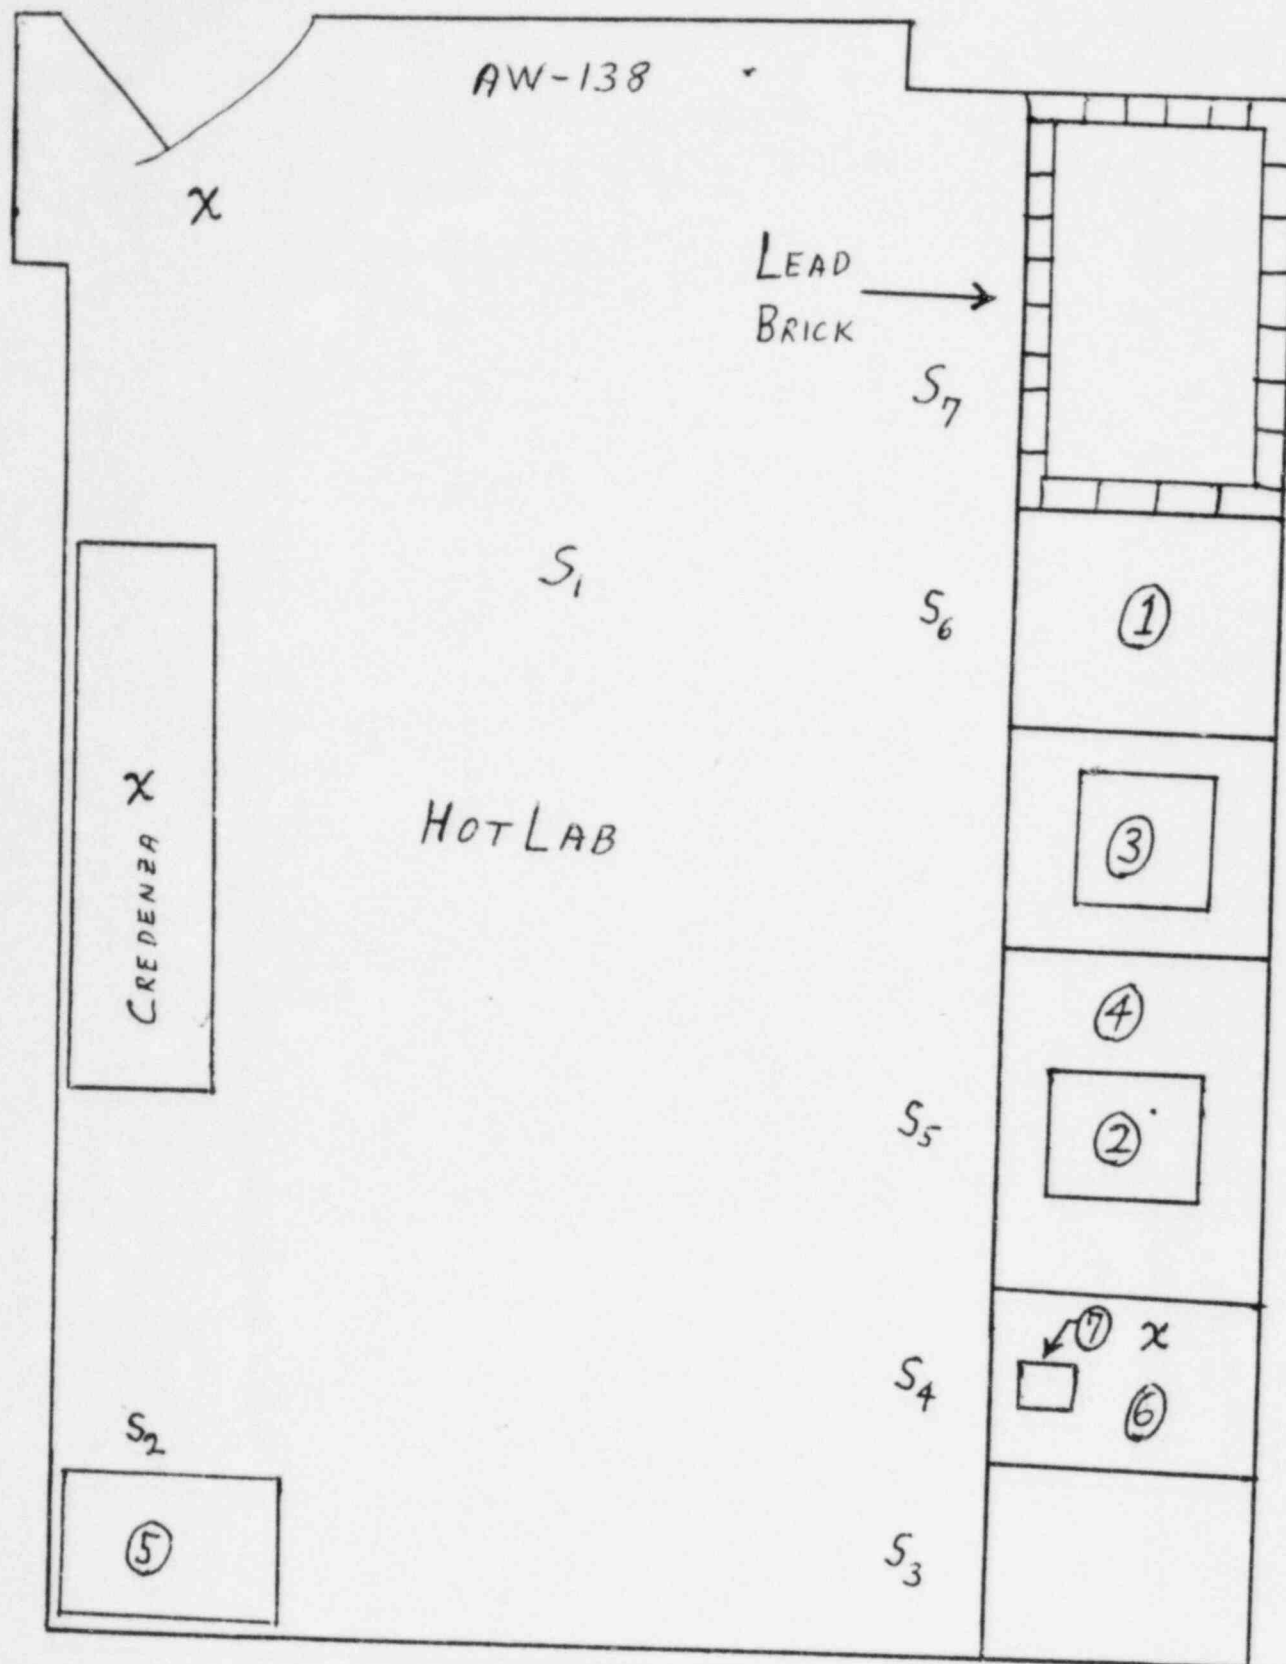 AW-138
x
LEAD
BRICK
S7
S1
S6
①
CREDENZA x
HOT LAB
③
④
S5
②
⑦ x
S4
⑥
S2
⑤
S3